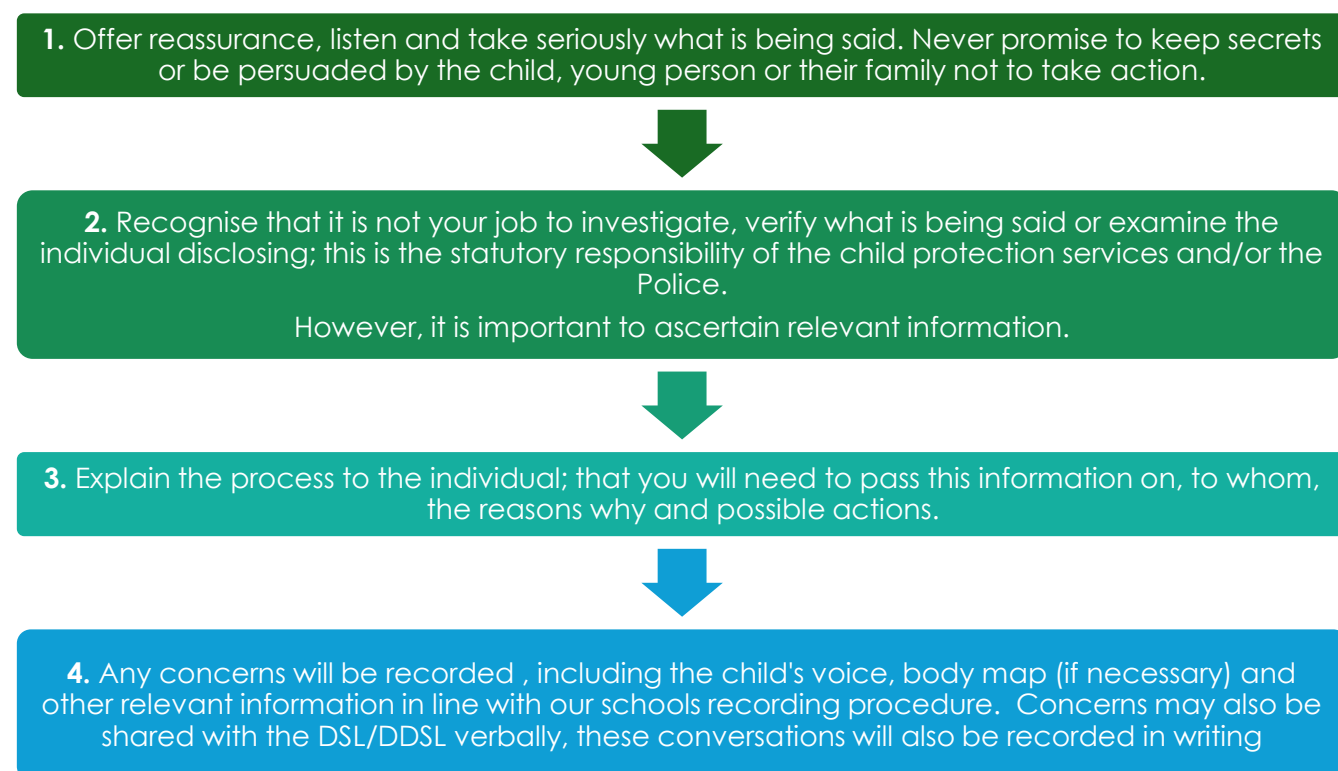 1. Offer reassurance, listen and take seriously what is being said. Never promise to keep secrets
or be persuaded by the child, young person or their family not to take action.
2. Recognise that it is not your job to investigate, verify what is being said or examine the
individual disclosing; this is the statutory responsibility of the child protection services and/or the
Police.
However, it is important to ascertain relevant information.
3. Explain the process to the individual; that you will need to pass this information on, to whom,
the reasons why and possible actions.
4. Any concerns will be recorded , including the child's voice, body map (if necessary) and
other relevant information in line with our schools recording procedure.  Concerns may also be
shared with the DSL/DDSL verbally, these conversations will also be recorded in writing